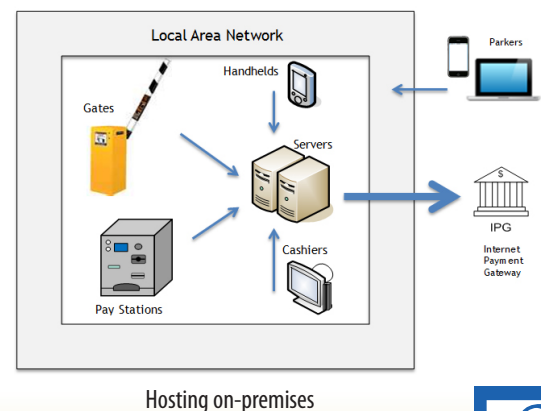 Local Area Network
Parkers
Handhelds
Gates
Servers
$
IPG
Internet
Payment
Gateway
Cashiers
Pay Stations
Hosting on-premises